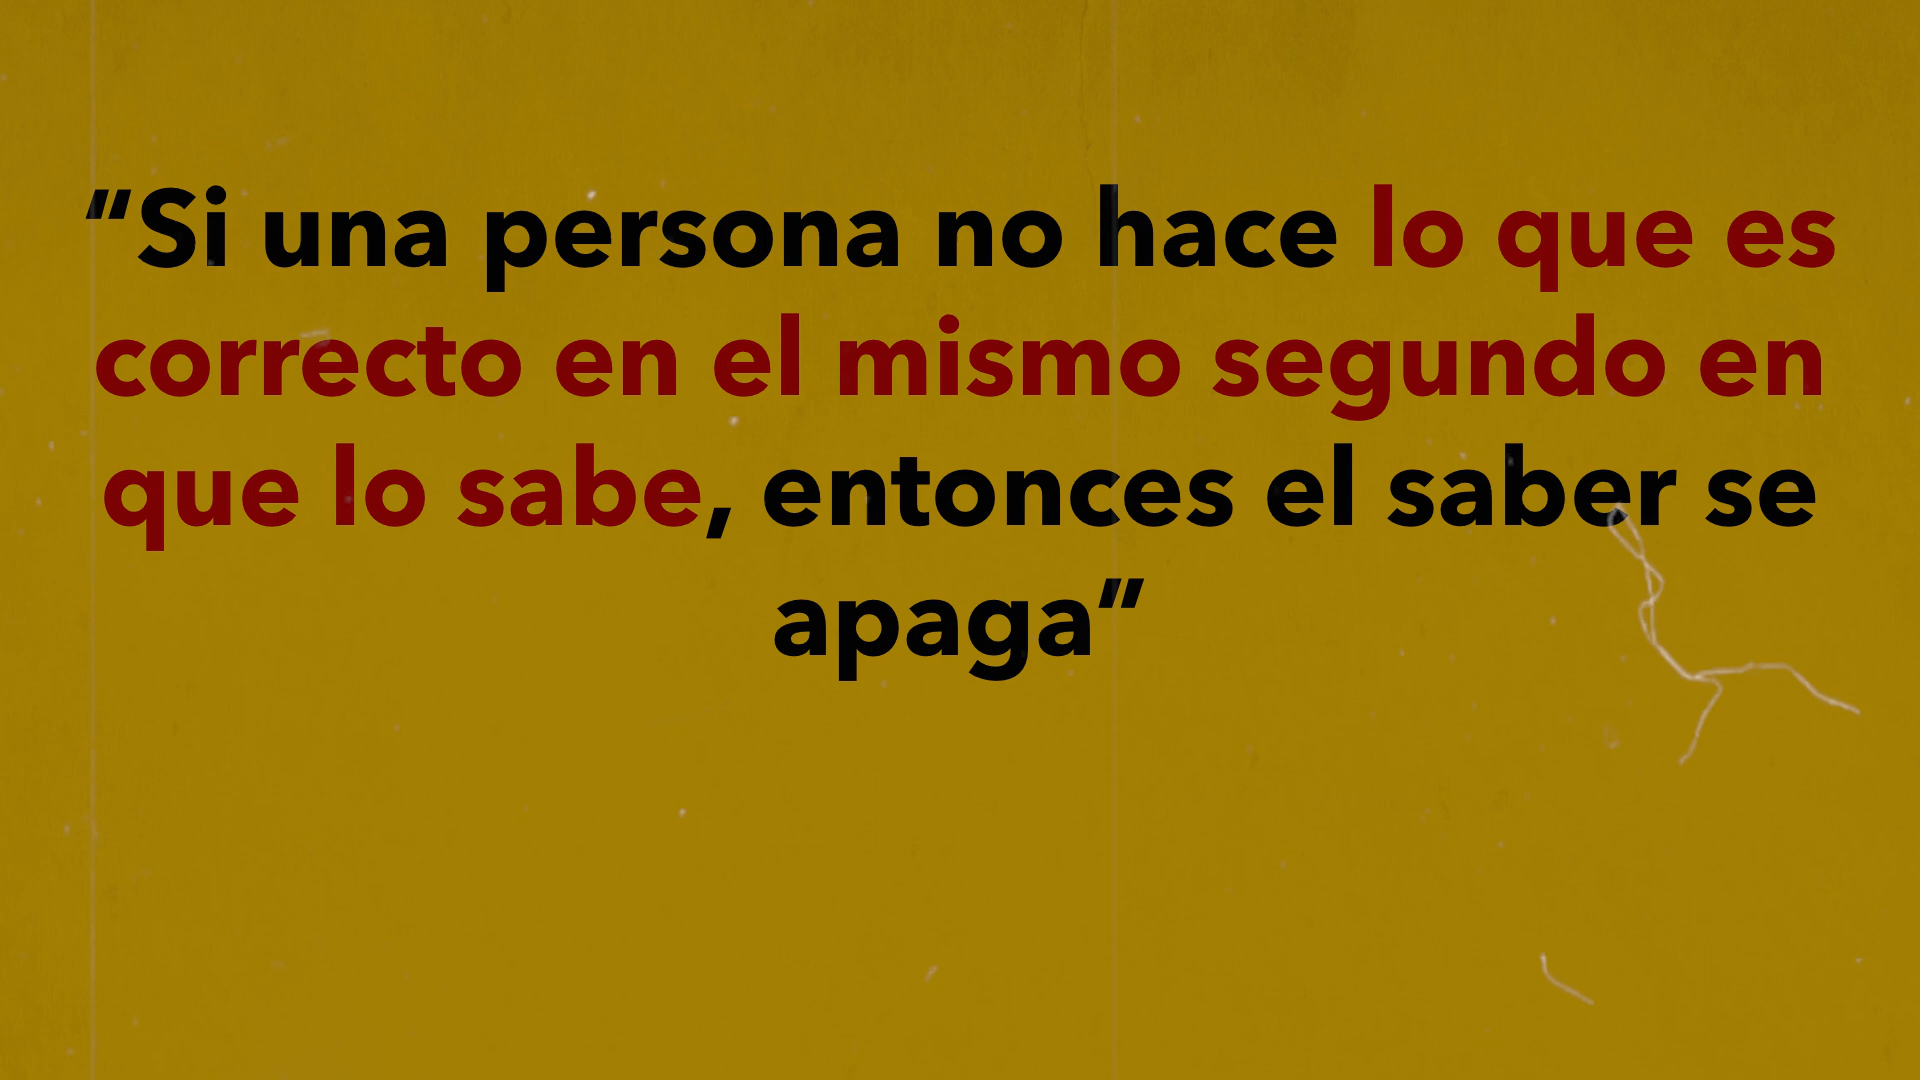 “Si una persona no hace lo que es
correcto en el mismo segundo en
que lo sabe, entonces el saber se
apaga”